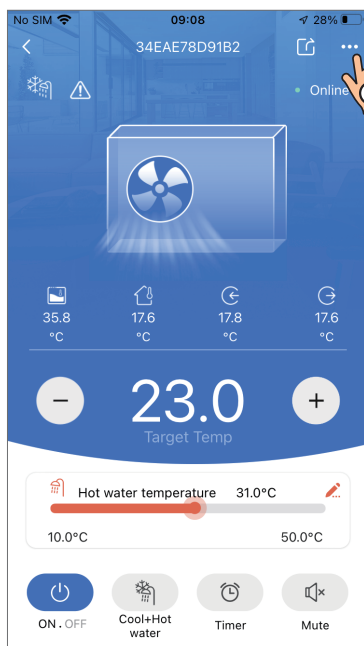 No SIM 09:08 28%
34EAE78D91B2
Online
35.8 17.6 17.8 17.6
°C °C °C °C
23.0
Target Temp
Hot water temperature 31.0°C
10.0°C 50.0°C
ON . OFF Cool+Hot water Timer Mute